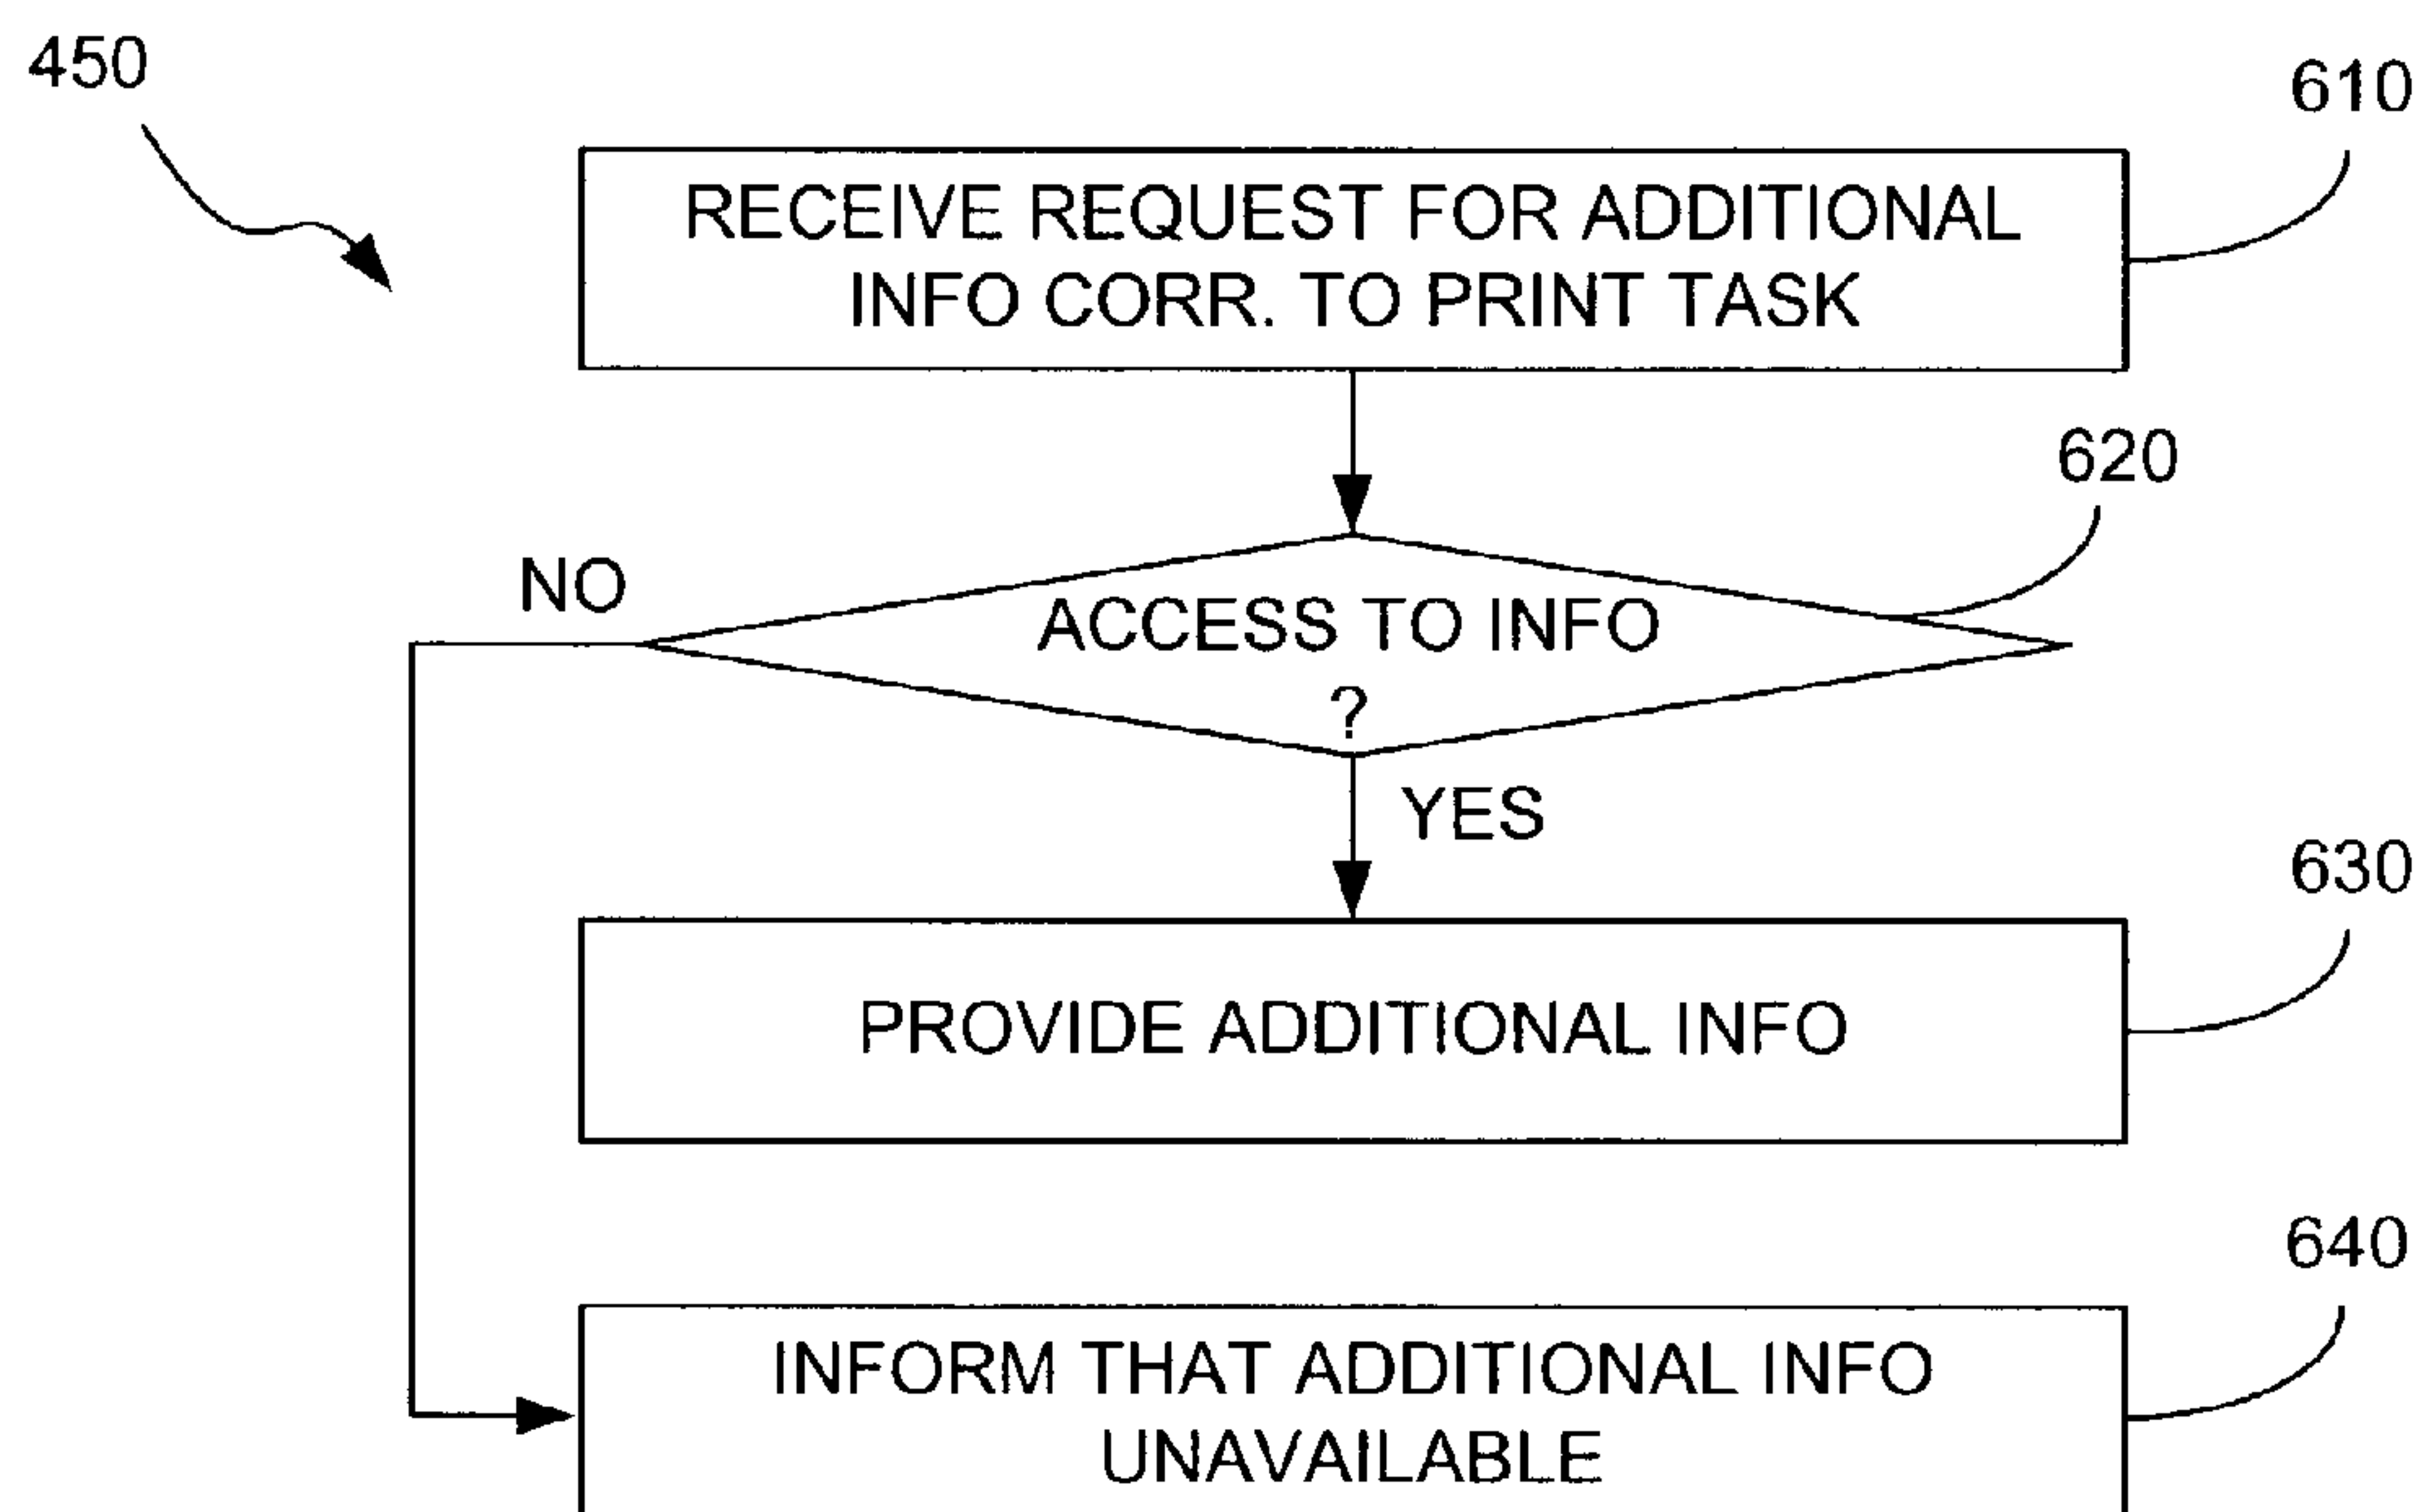 450
610
RECEIVE REQUEST FOR ADDITIONAL
INFO CORR. TO PRINT TASK
620
NO
ACCESS TO INFO
?
YES
630
PROVIDE ADDITIONAL INFO
640
INFORM THAT ADDITIONAL INFO
UNAVAILABLE